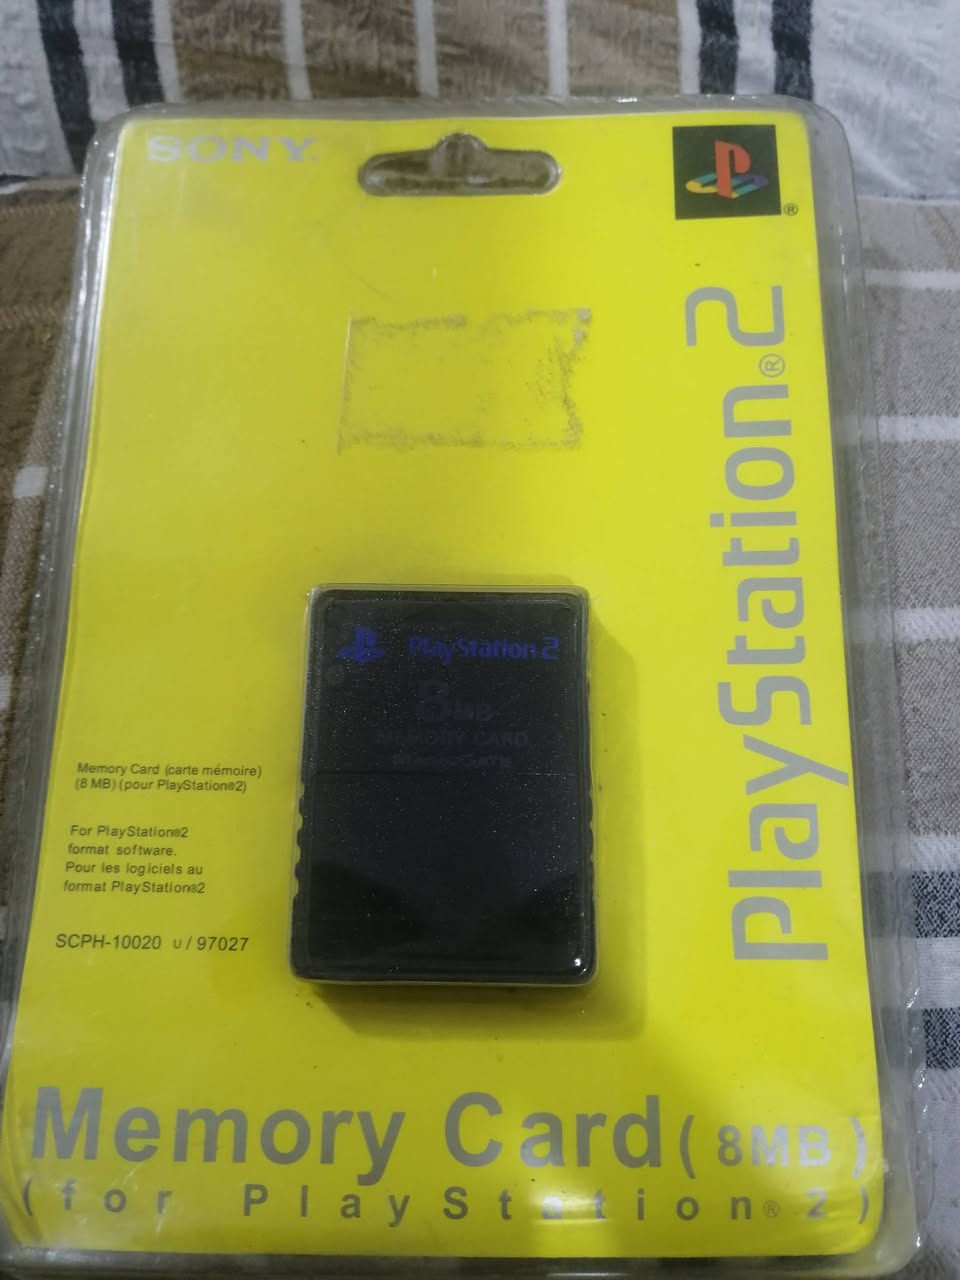 SONY.
PlayStation®2
PlayStation 2
8MB
MEMORY CARD
Memory Card (carte mémoire)
(8 MB) (pour PlayStation®2)
For PlayStation®2
format software.
Pour les logiciels au
format PlayStation®2
SCPH-10020 U/97027
Memory Card (8MB)
(for PlayStation® 2)